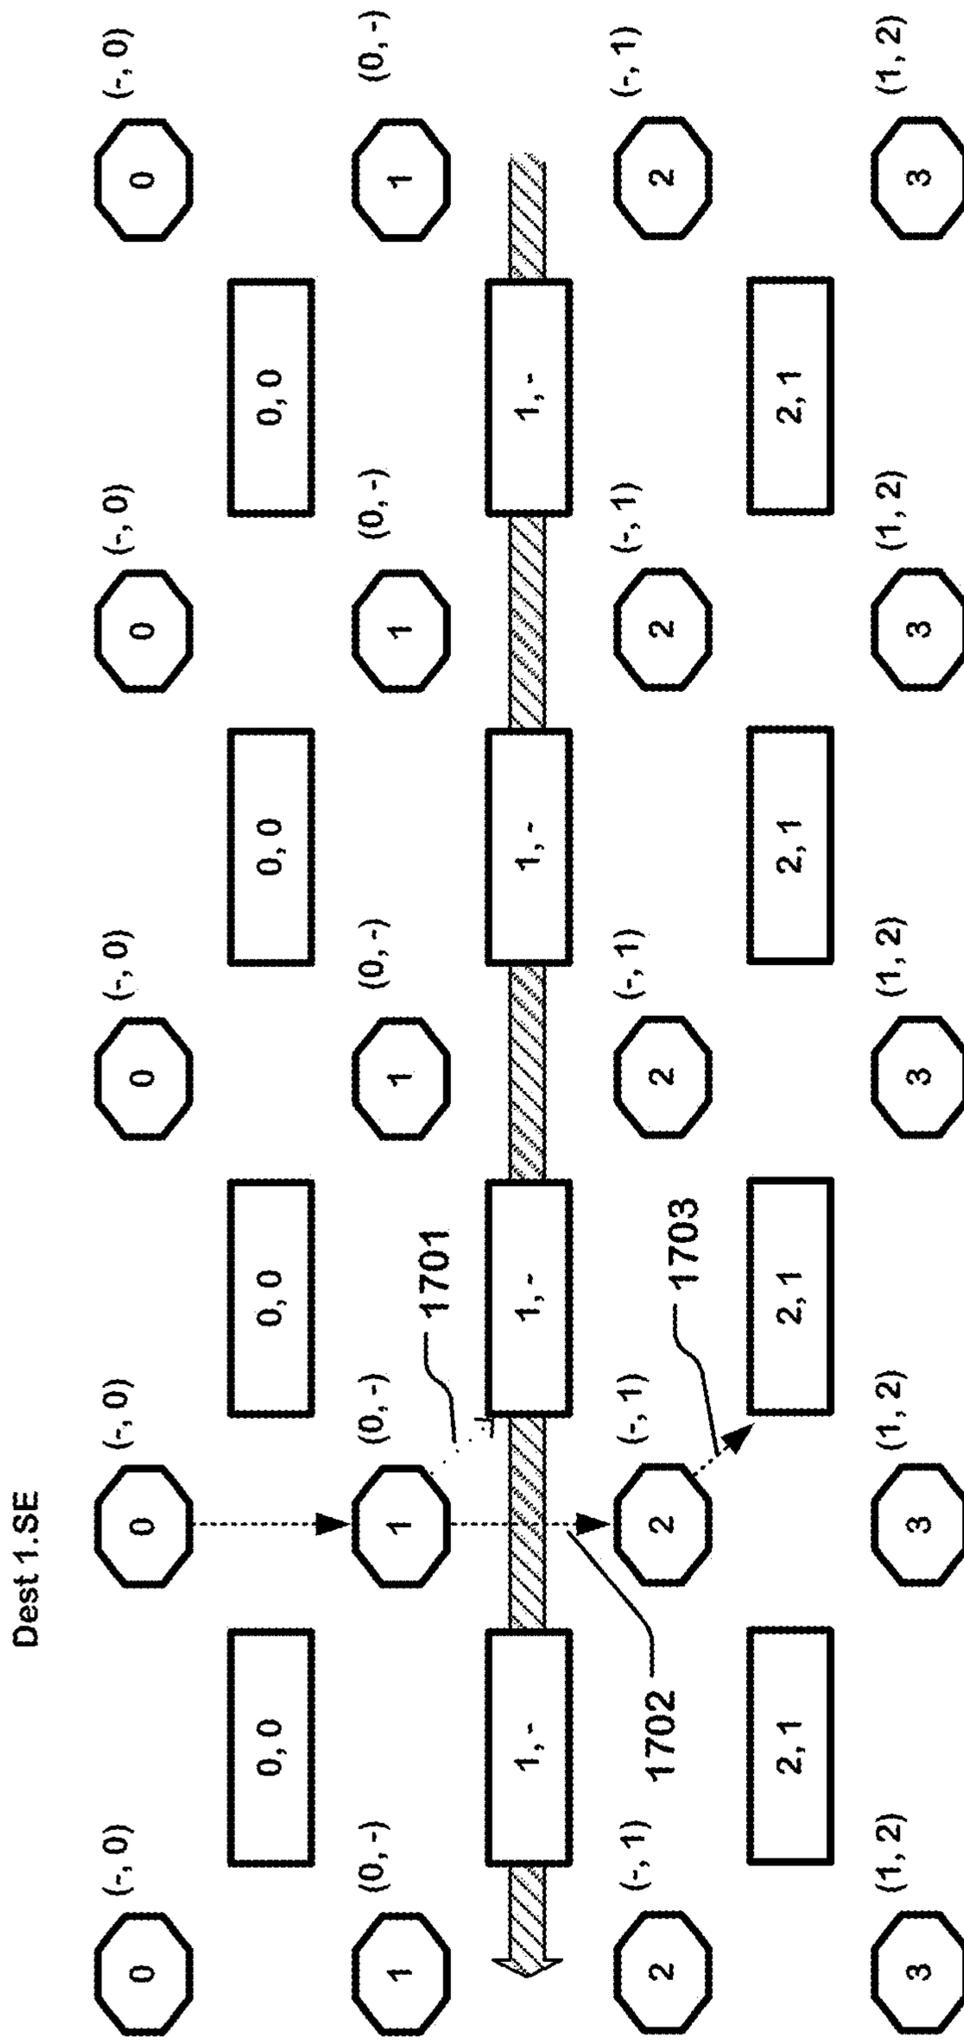 Dest 1.SE
0 (-, 0) 0 (-, 0) 0 (-, 0) 0 (-, 0) 0 (-, 0)
0, 0 0, 0 0, 0 0, 0
1 (0, -) 1 (0, -) 1 (0, -) 1 (0, -) 1 (0, -)
1701
1, - 1, - 1, - 1, -
2 (-, 1) 2 (-, 1) 2 (-, 1) 2 (-, 1) 2 (-, 1)
1702
1703
2, 1 2, 1 2, 1 2, 1
3 (1, 2) 3 (1, 2) 3 (1, 2) 3 (1, 2) 3 (1, 2)